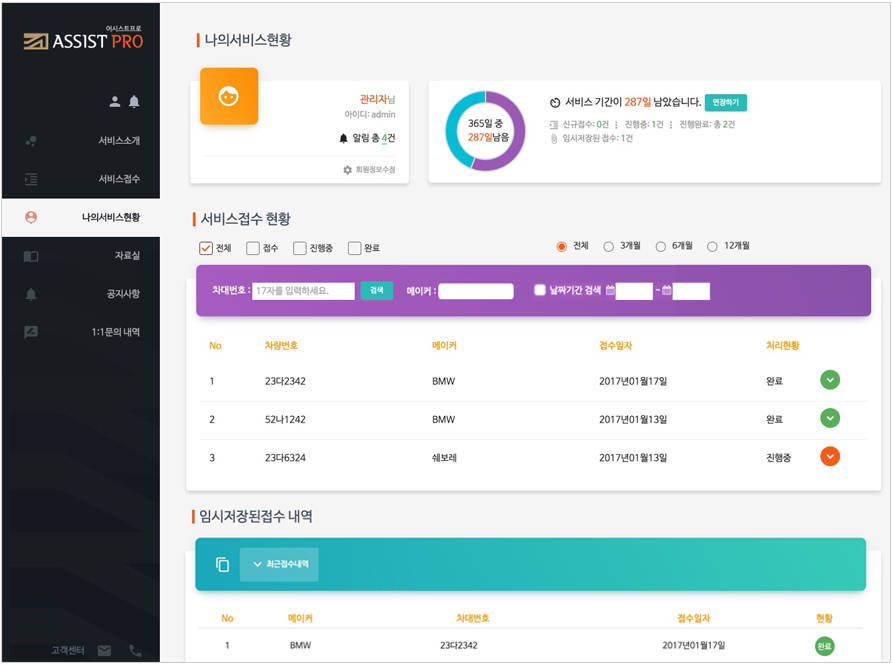 어시스트프로
ASSIST PRO
서비스소개
서비스접수
나의서비스현황
자료실
공지사항
1:1문의 내역
고객센터
나의서비스현황
관리자님
아이디: admin
알림 총 4건
회원정보수정
365일 중
287일남음
서비스 기간이 287일 남았습니다. 연장하기
신규접수: 0건 ⋮ 진행중: 1건 ⋮ 진행완료: 총 2건
임시저장된 접수: 1건
서비스접수 현황
전체 접수 진행중 완료 전체 3개월 6개월 12개월
차대번호 : 17자를 입력하세요. 검색 메이커 : 날짜기간 검색 -
No 차량번호 메이커 접수일자 처리현황
1 23다2342 BMW 2017년01월17일 완료
2 52나1242 BMW 2017년01월13일 완료
3 23다6324 쉐보레 2017년01월13일 진행중
임시저장된접수 내역
최근접수내역
No 메이커 차대번호 접수일자 현황
1 BMW 23다2342 2017년01월17일 완료